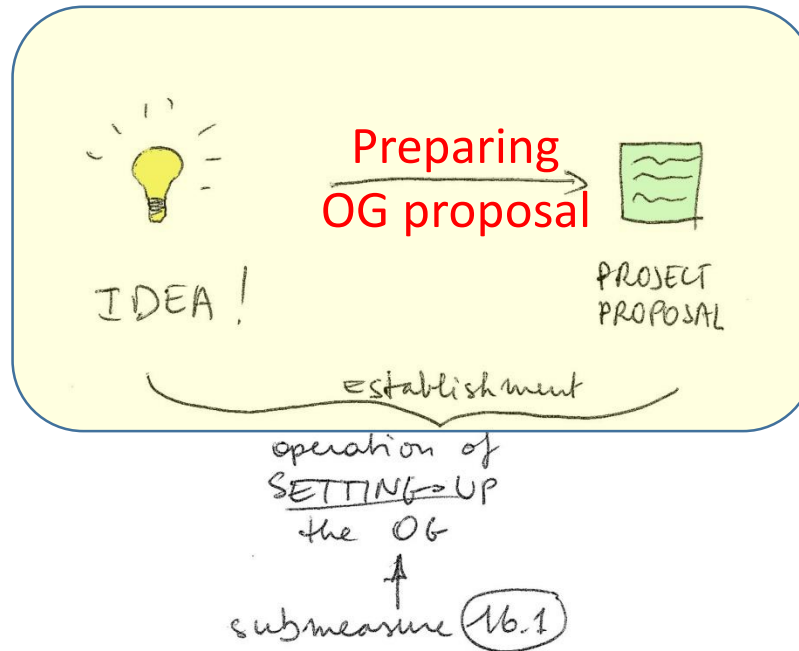 Preparing
OG proposal
IDEA!
PROJECT
PROPOSAL
Establishment
operation of
SETTING-UP
the OG
submeasure 16.1